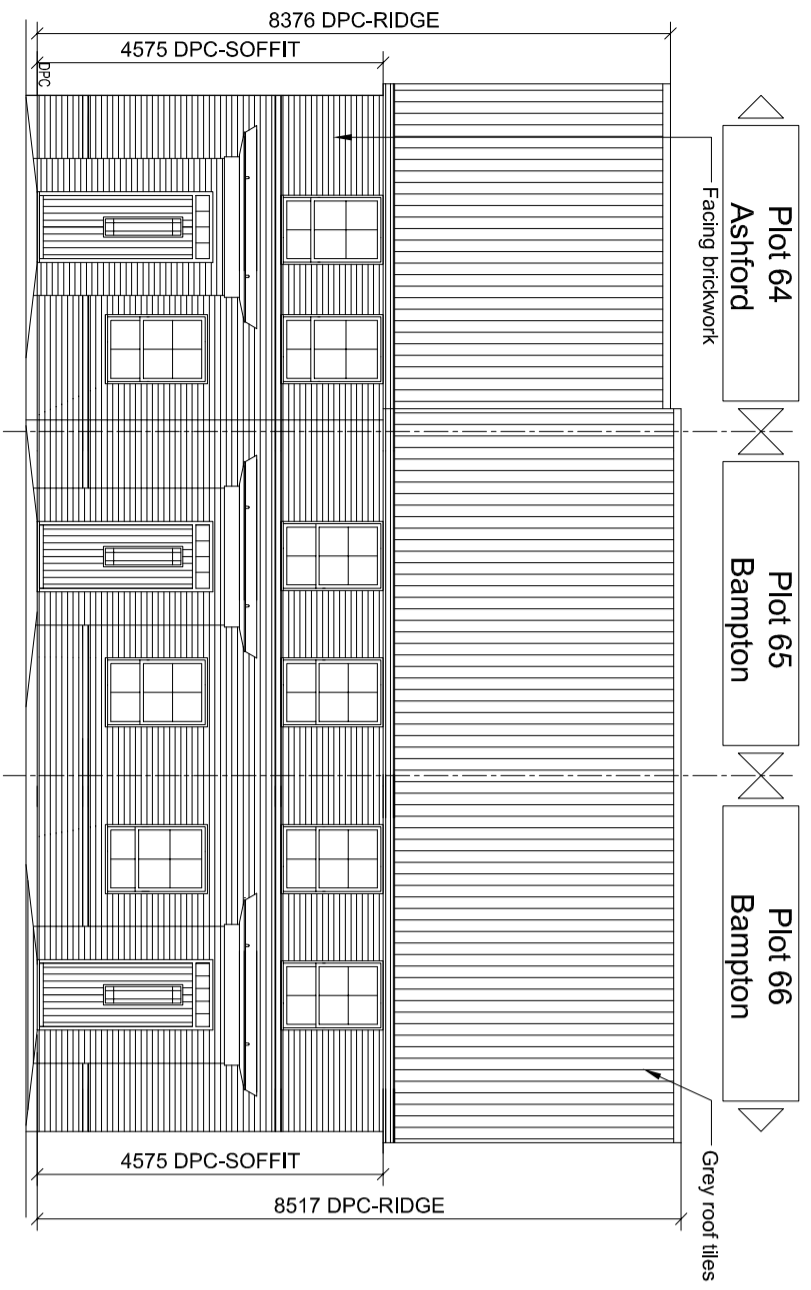 Plot 64
Ashford
Plot 65
Bampton
Plot 66
Bampton
Facing brickwork
Grey roof tiles
8376 DPC-RIDGE
4575 DPC-SOFFIT
DPC
4575 DPC-SOFFIT
8517 DPC-RIDGE